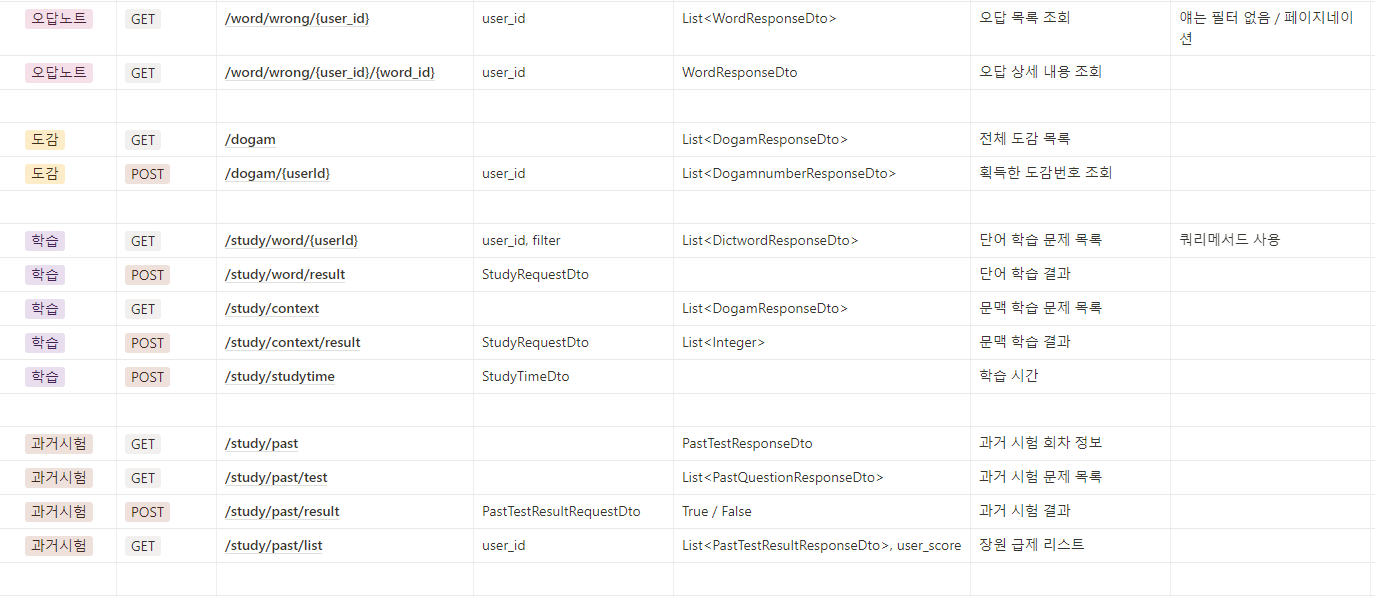 오답노트 GET /word/wrong/{user_id} user_id List<WordResponseDto> 오답 목록 조회 얘는 필터 없음 / 페이지네이
션
오답노트 GET /word/wrong/{user_id}/{word_id} user_id WordResponseDto 오답 상세 내용 조회
도감 GET /dogam List<DogamResponseDto> 전체 도감 목록
도감 POST /dogam/{userId} user_id List<DogamnumberResponseDto> 획득한 도감번호 조회
학습 GET /study/word/{userId} user_id, filter List<DictwordResponseDto> 단어 학습 문제 목록 쿼리메서드 사용
학습 POST /study/word/result StudyRequestDto 단어 학습 결과
학습 GET /study/context List<DogamResponseDto> 문맥 학습 문제 목록
학습 POST /study/context/result StudyRequestDto List<Integer> 문맥 학습 결과
학습 POST /study/studytime StudyTimeDto 학습 시간
과거시험 GET /study/past PastTestResponseDto 과거 시험 회차 정보
과거시험 GET /study/past/test List<PastQuestionResponseDto> 과거 시험 문제 목록
과거시험 POST /study/past/result PastTestResultRequestDto True / False 과거 시험 결과
과거시험 GET /study/past/list user_id List<PastTestResultResponseDto>, user_score 장원 급제 리스트